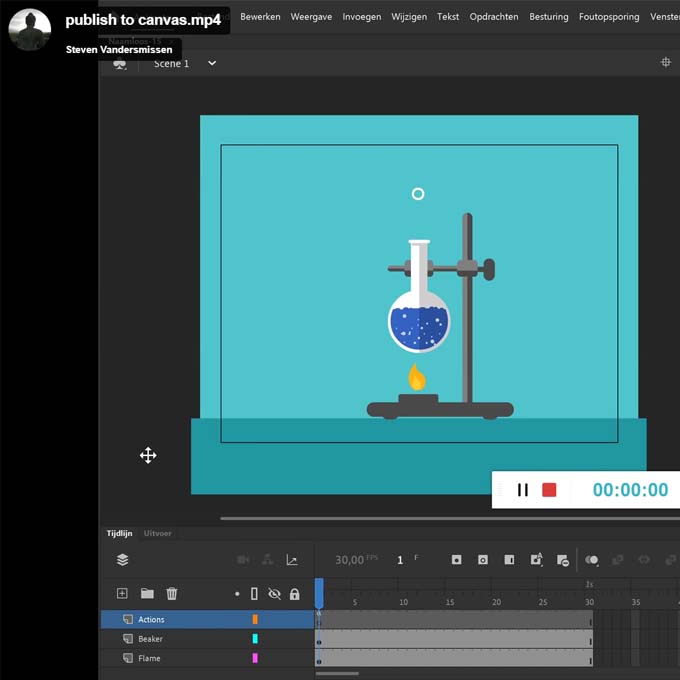 publish to canvas.mp4
Steven Vandersmissen
Bewerken Weergave Invoegen Wijzigen Tekst Opdrachten Besturing Foutopsporing Venster
Scene 1
00:00:00
Tijdlijn Uitvoer
30,00 FPS 1 F
1s
5 10 15 20 25 30 35
Actions
Beaker
Flame